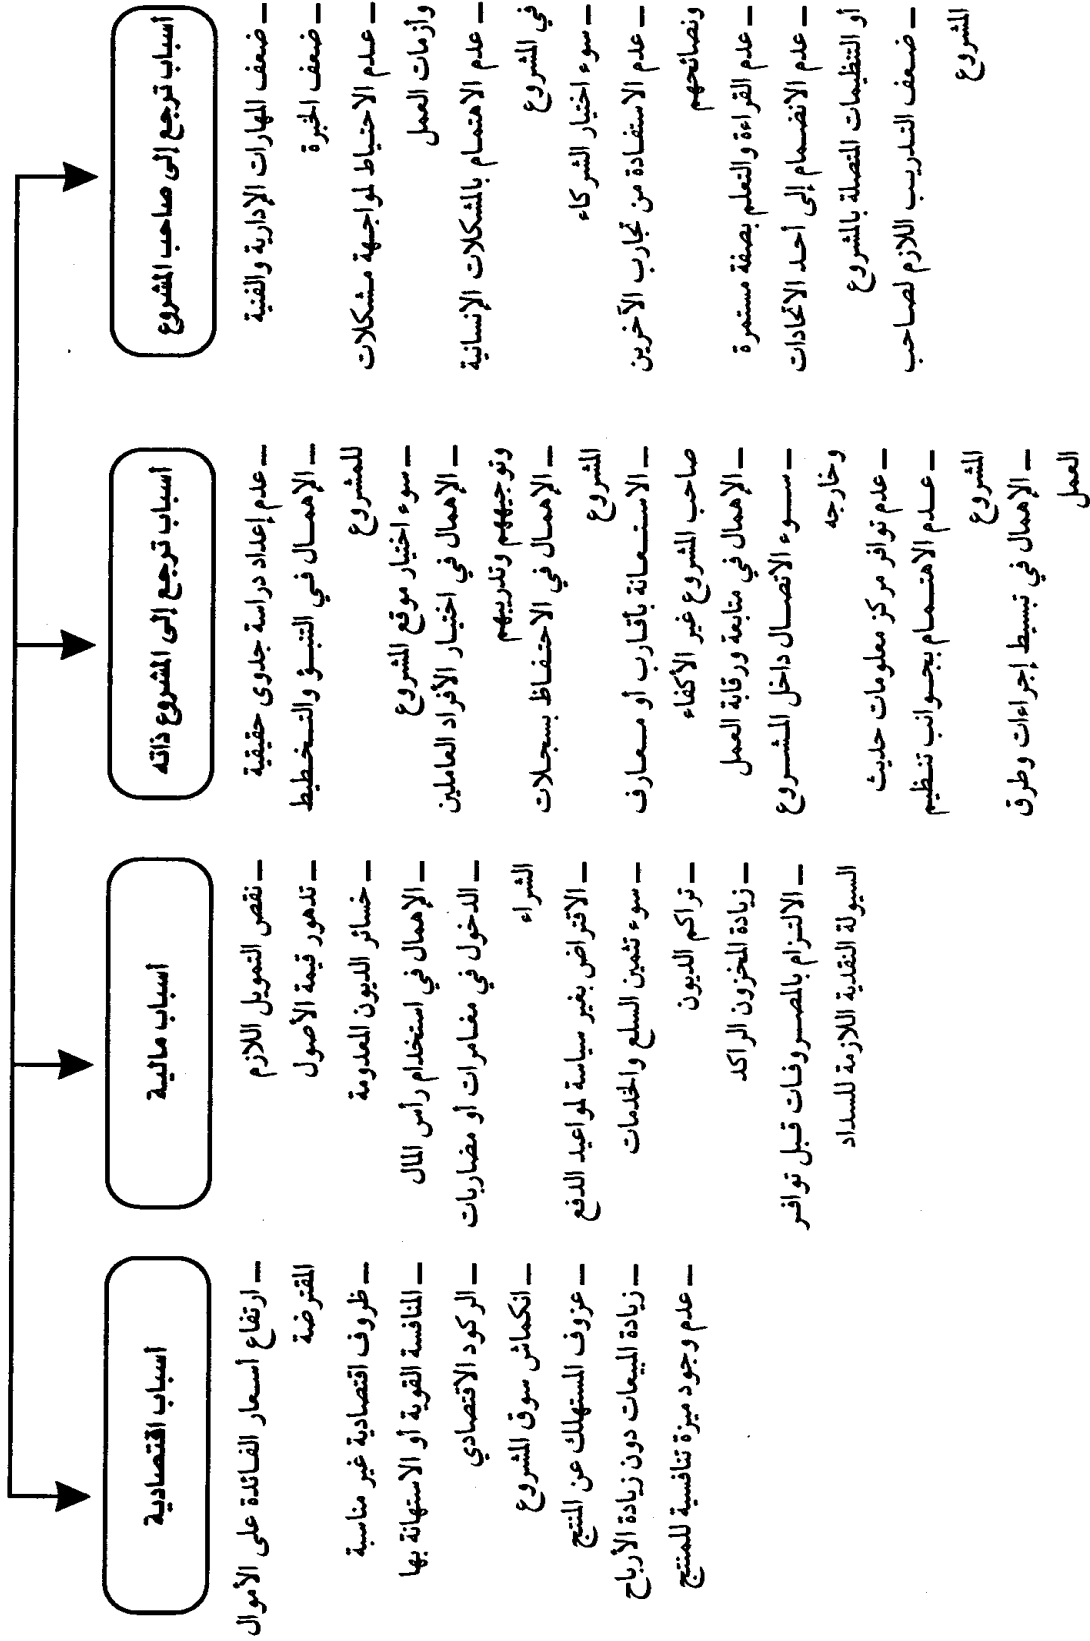 أسباب ترجع إلى صاحب المشروع
– ضعف المهارات الإدارية والفنية
– ضعف الخبرة
– عدم الاحتياط لمواجهة مشكلات
وأزمات العمل
– عدم الاهتمام بالمشكلات الإنسانية
في المشروع
– سوء اختيار الشركاء
– عدم الاستفادة من تجارب الآخرين
ونصائحهم
– عدم القراءة والتعلم بصفة مستمرة
– عدم الانضمام إلى أحد الاتحادات
أو التنظيمات المتصلة بالمشروع
– ضعف التدريب اللازم لصاحب
المشروع
أسباب ترجع إلى المشروع ذاته
– عدم إعداد دراسة جدوى حقيقية
– الإهمال في التنبؤ والتخطيط
للمشروع
– سوء اختيار موقع المشروع
– الإهمال في اختيار الأفراد العاملين
وتوجيههم وتدريبهم
– الإهمال في الاحتفاظ بسجلات
المشروع
– الاستعانة بأقارب أو معارف
صاحب المشروع غير الأكفاء
– الإهمال في متابعة ورقابة العمل
– سوء الاتصال داخل المشروع
وخارجه
– عدم توافر مركز معلومات حديث
– عدم الاهتمام بجوانب تنظيم
المشروع
– الإهمال في تبسيط إجراءات وطرق
العمل
أسباب مالية
– نقص التمويل اللازم
– تدهور قيمة الأصول
– خسائر الديون المعدومة
– الإهمال في استخدام رأس المال
– الدخول في مغامرات أو مضاربات
الشراء
– الاقتراض بغير سياسة لمواعيد الدفع
– سوء تثمين السلع والخدمات
– تراكم الديون
– زيادة المخزون الراكد
– الالتزام بالمصروفات قبل توافر
السيولة النقدية اللازمة للسداد
أسباب اقتصادية
– ارتفاع أسعار الفائدة على الأموال
المقترضة
– ظروف اقتصادية غير مناسبة
– المنافسة القوية أو الاستهانة بها
– الركود الاقتصادي
– انكماش سوق المشروع
– عزوف المستهلك عن المنتج
– زيادة المبيعات دون زيادة الأرباح
– عدم وجود ميزة تنافسية للمنتج